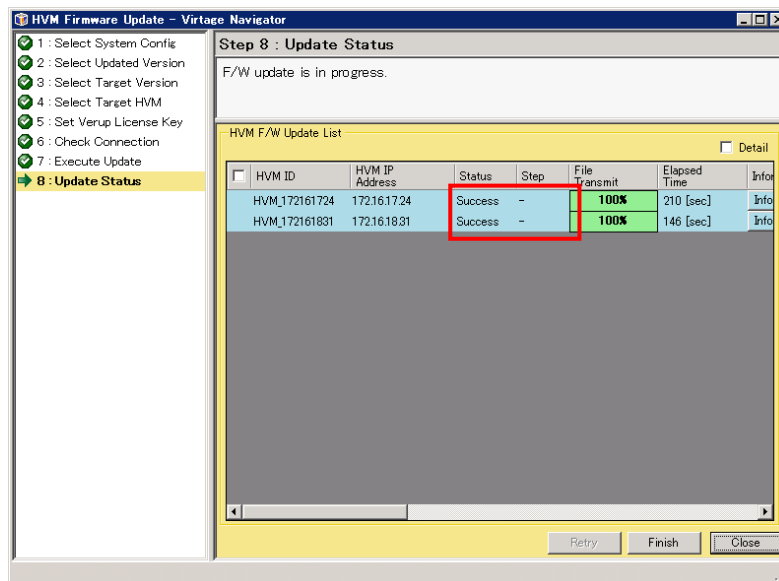 HVM Firmware Update - Virtage Navigator
1 : Select System Config
2 : Select Updated Version
3 : Select Target Version
4 : Select Target HVM
5 : Set Verup License Key
6 : Check Connection
7 : Execute Update
8 : Update Status
Step 8 : Update Status
F/W update is in progress.
HVM F/W Update List
Detail
HVM ID HVM IP Address Status Step File Transmit Elapsed Time Infor
HVM_172161724 172.16.17.24 Success - 100% 210 [sec] Info
HVM_172161831 172.16.18.31 Success - 100% 146 [sec] Info
Retry Finish Close